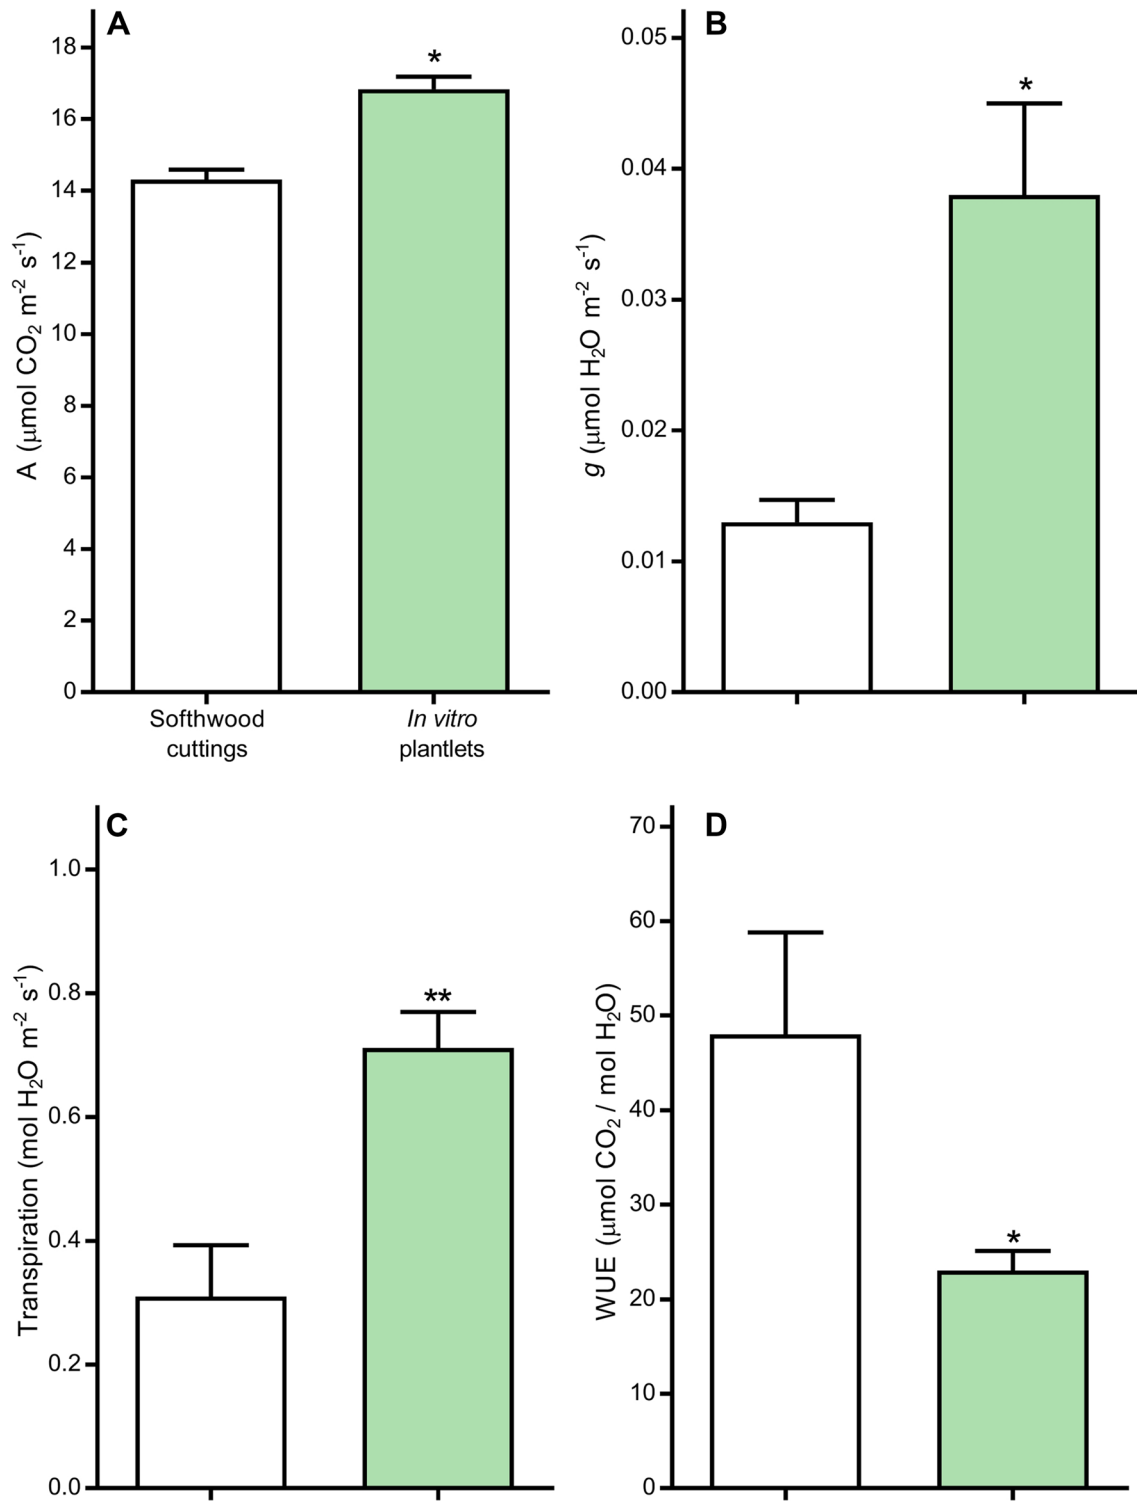 A
18
16
14
12
10
8
6
4
2
0
A (μmol CO₂ m⁻² s⁻¹)
*
Softhwood
cuttings
In vitro
plantlets
B
0.05
0.04
0.03
0.02
0.01
0.00
g (μmol H₂O m⁻² s⁻¹)
*
C
1.0
0.8
0.6
0.4
0.2
0.0
Transpiration (mol H₂O m⁻² s⁻¹)
**
D
70
60
50
40
30
20
10
0
WUE (μmol CO₂ / mol H₂O)
*